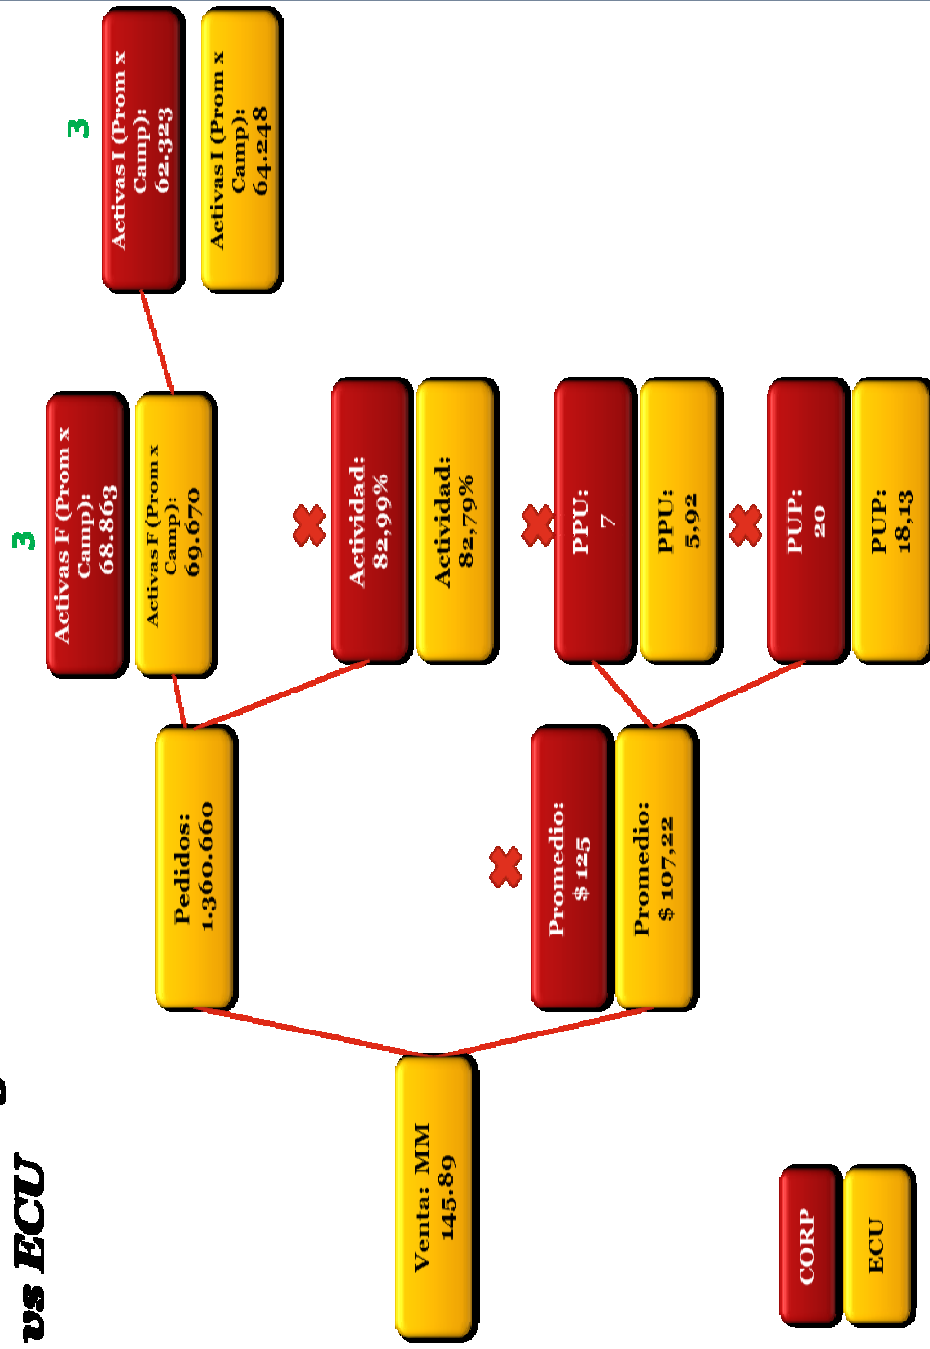 vs ECU
3
Activas F (Prom x
Camp):
68.863
3
Activas I (Prom x
Camp):
62.323
Activas F (Prom x
Camp):
69.670
Activas I (Prom x
Camp):
64.248
Pedidos:
1.360.660
Actividad:
82,99%
Actividad:
82,79%
Venta: MM
145.89
Promedio:
$ 125
Promedio:
$ 107,22
PPU:
7
PPU:
5,92
PUP:
20
PUP:
18,13
CORP
ECU